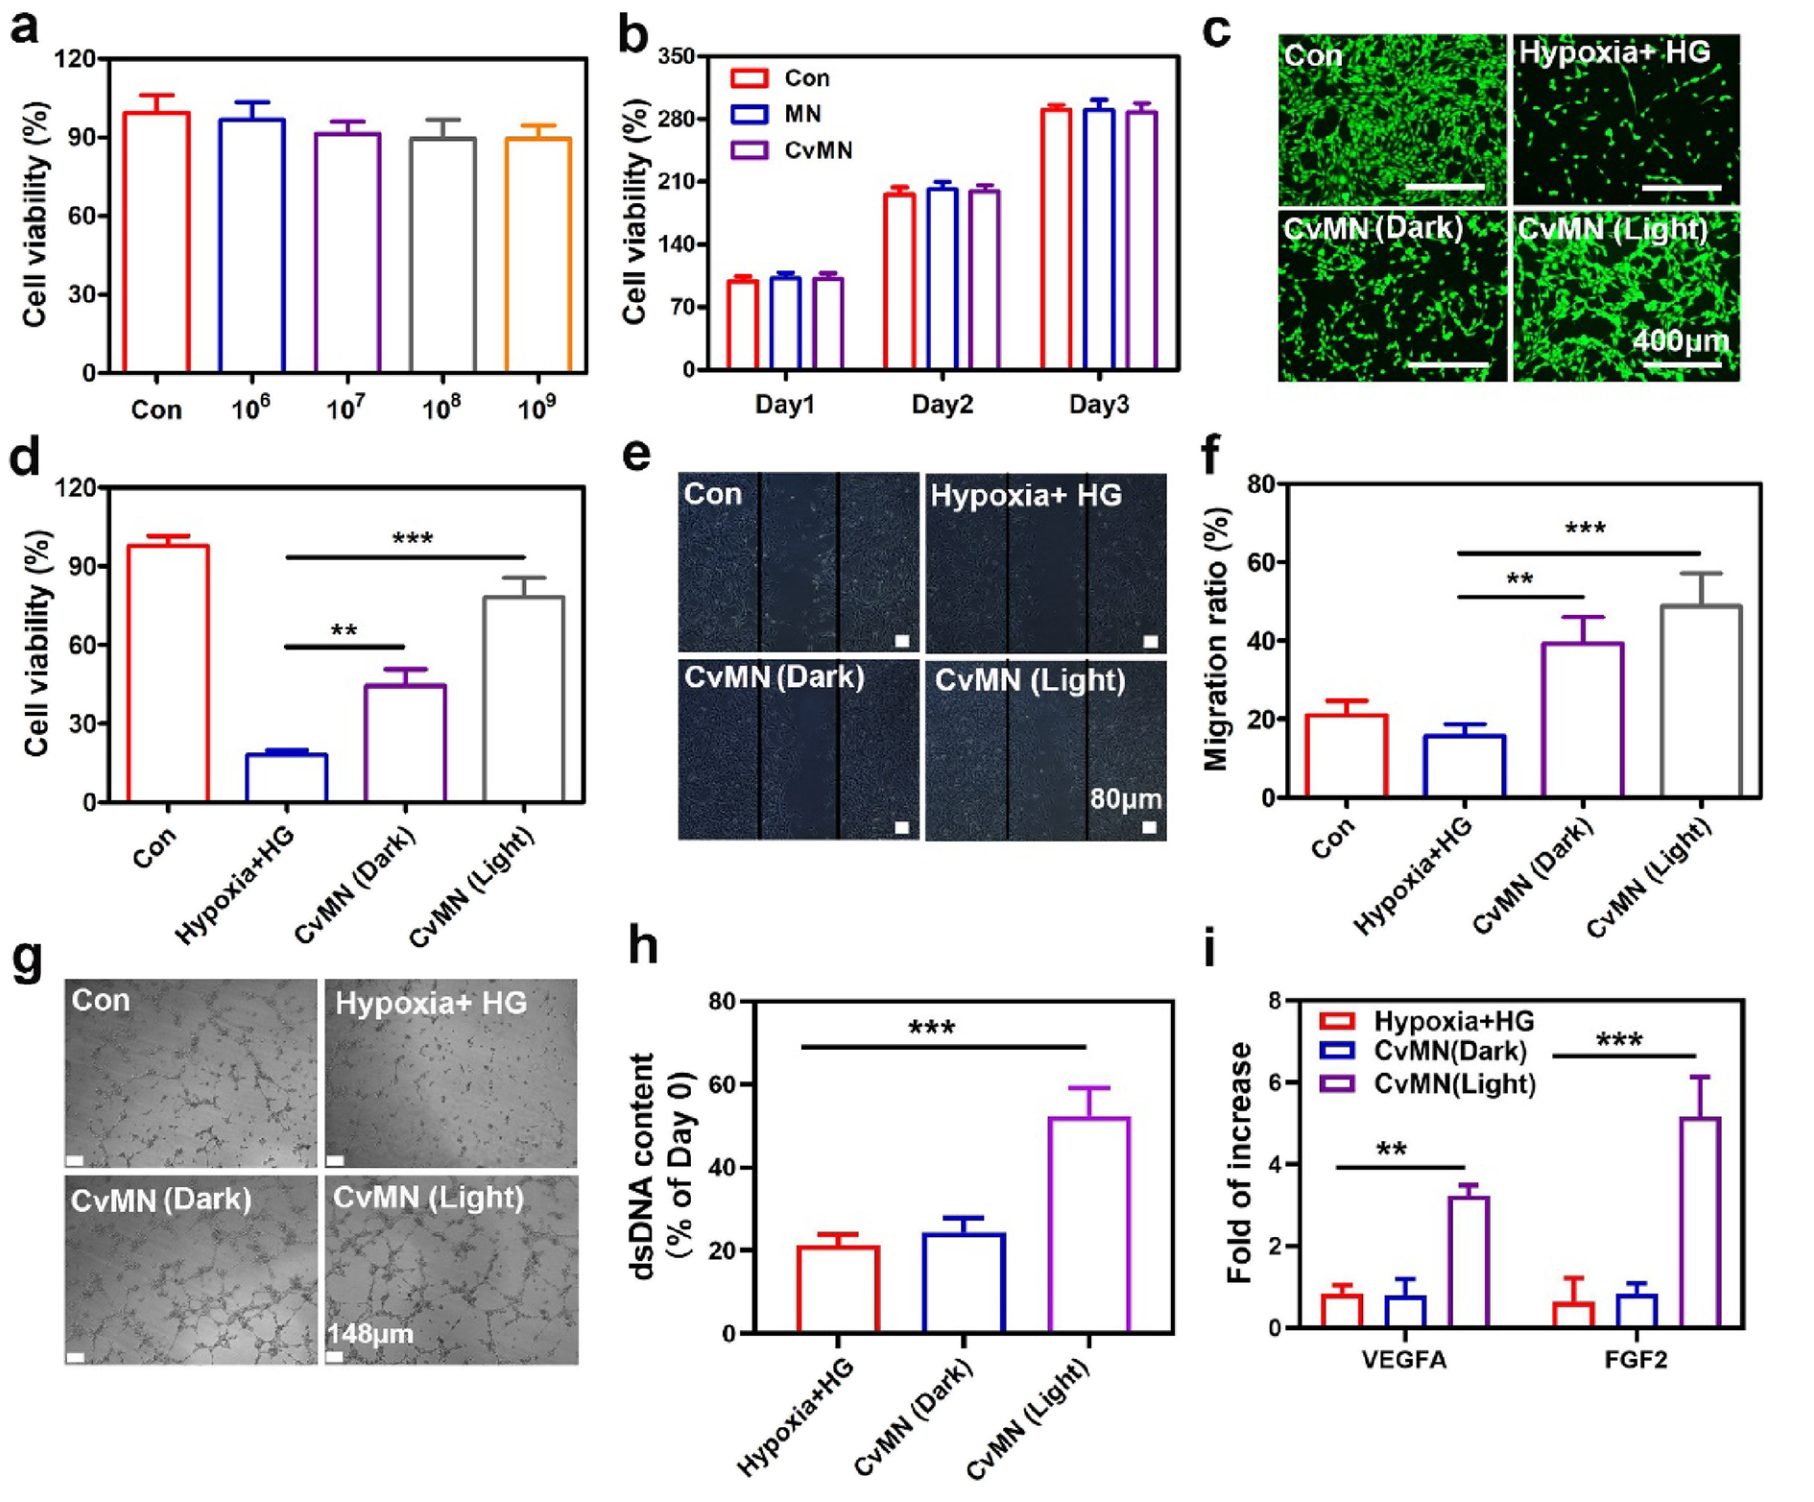 a
120
90
60
30
0
Cell viability (%)
Con
10⁶
10⁷
10⁸
10⁹
b
350
280
210
140
70
0
Cell viability (%)
Con
MN
CvMN
Day1
Day2
Day3
c
Con
Hypoxia+ HG
CvMN (Dark)
CvMN (Light)
400μm
d
120
90
60
30
0
Cell viability (%)
***
**
Con
Hypoxia+HG
CvMN (Dark)
CvMN (Light)
e
Con
Hypoxia+ HG
CvMN (Dark)
CvMN (Light)
80μm
f
80
60
40
20
0
Migration ratio (%)
***
**
Con
Hypoxia+HG
CvMN (Dark)
CvMN (Light)
g
Con
Hypoxia+ HG
CvMN (Dark)
CvMN (Light)
148μm
h
80
60
40
20
0
dsDNA content
(% of Day 0)
***
Hypoxia+HG
CvMN (Dark)
CvMN (Light)
i
8
6
4
2
0
Fold of increase
Hypoxia+HG
CvMN(Dark)
CvMN(Light)
**
***
VEGFA
FGF2